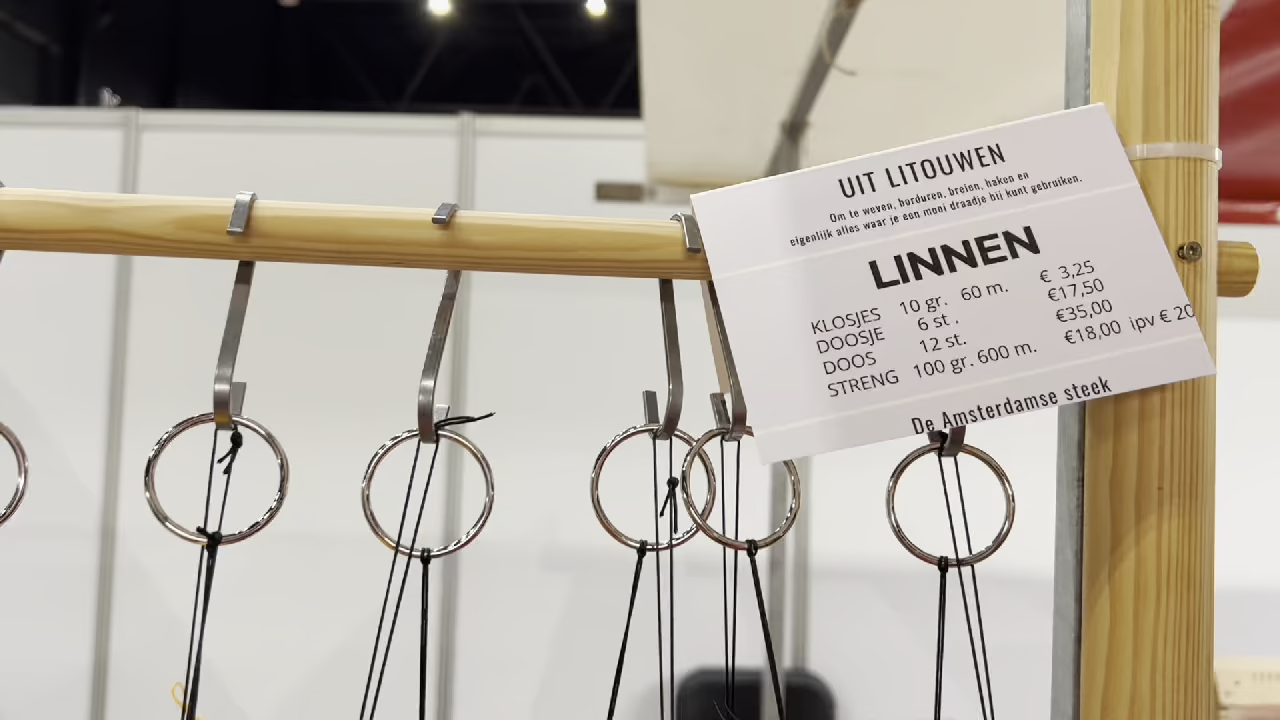 UIT LITOUWEN
Om te weven, borduren, breien, haken en
eigenlijk alles waar je een mooi draadje bij kunt gebruiken.
LINNEN
KLOSJES 10 gr. 60 m. € 3,25
DOOSJE 6 st . €17,50
DOOS 12 st. €35,00
STRENG 100 gr. 600 m. €18,00 ipv € 20
De Amsterdamse steek